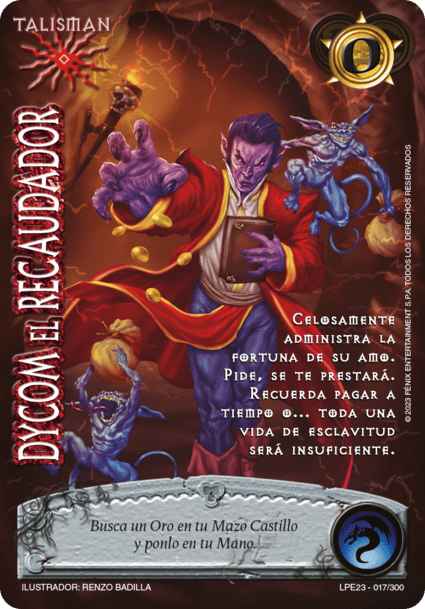 TALISMAN
0
DYCOM EL RECAUDADOR
CELOSAMENTE
ADMINISTRA LA
FORTUNA DE SU AMO.
PIDE, SE TE PRESTARÁ.
RECUERDA PAGAR A
TIEMPO O... TODA UNA
VIDA DE ESCLAVITUD
SERÁ INSUFICIENTE.
© 2023 FÉNIX ENTERTAINMENT S.P.A. TODOS LOS DERECHOS RESERVADOS
Busca un Oro en tu Mazo Castillo
y ponlo en tu Mano.
ILUSTRADOR: RENZO BADILLA
LPE23 - 017/300